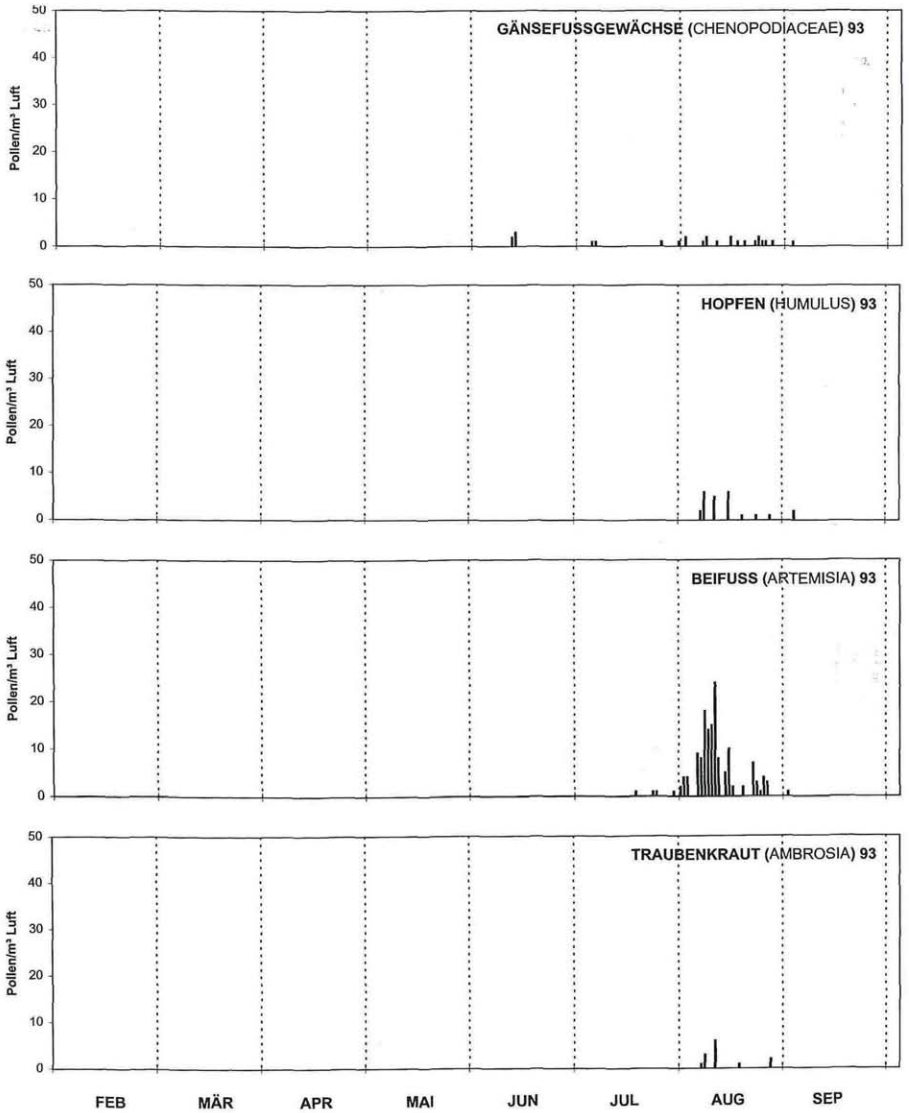 GÄNSEFUSSGEWÄCHSE (CHENOPODIACEAE) 93
Pollen/m³ Luft
50
40
30
20
10
0
HOPFEN (HUMULUS) 93
Pollen/m³ Luft
50
40
30
20
10
0
BEIFUSS (ARTEMISIA) 93
Pollen/m³ Luft
50
40
30
20
10
0
TRAUBENKRAUT (AMBROSIA) 93
Pollen/m³ Luft
50
40
30
20
10
0
FEB MÄR APR MAI JUN JUL AUG SEP